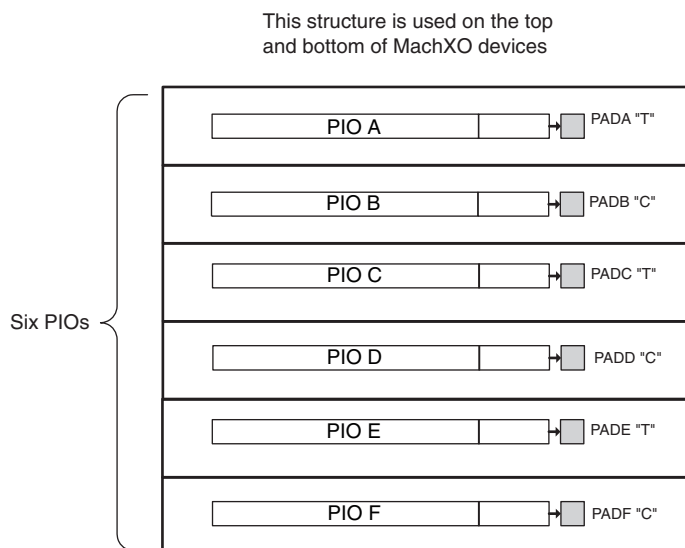 This structure is used on the top
and bottom of MachXO devices
PIO A
PADA "T"
PIO B
PADB "C"
PIO C
PADC "T"
Six PIOs
PIO D
PADD "C"
PIO E
PADE "T"
PIO F
PADF "C"